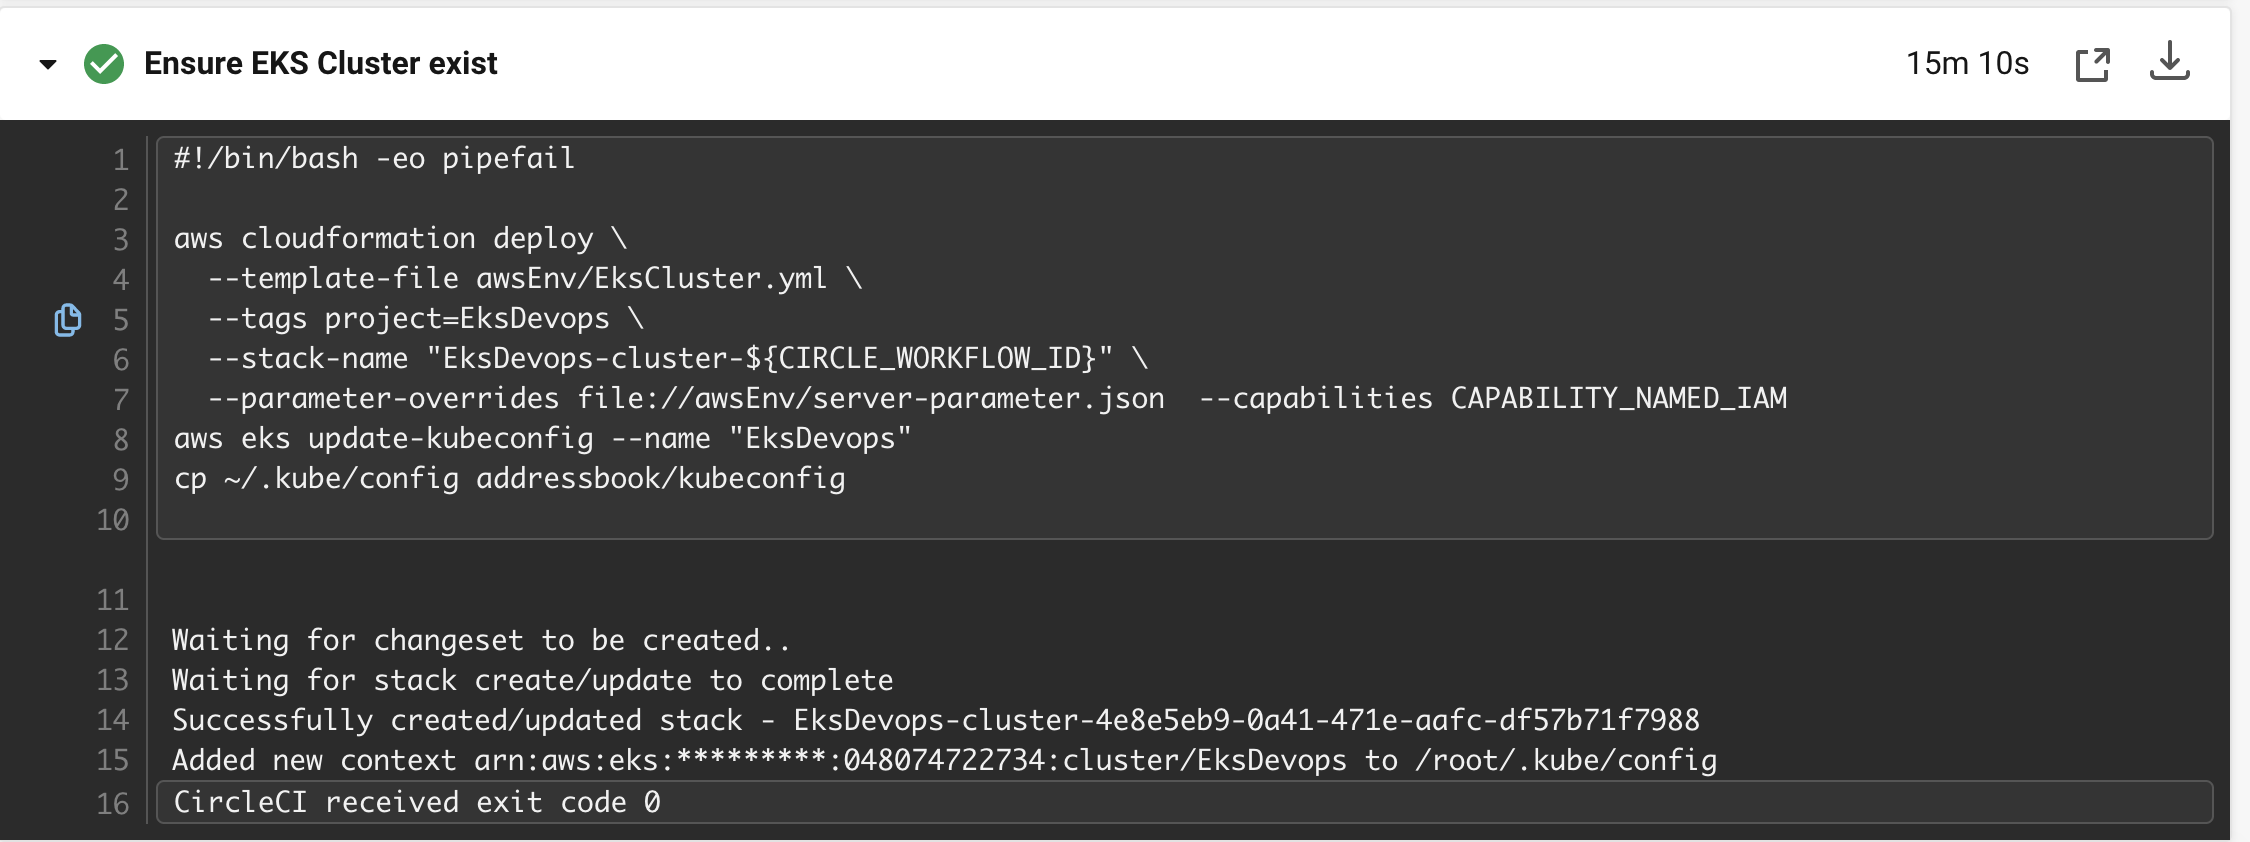 Ensure EKS Cluster exist
15m 10s
1 #!/bin/bash -eo pipefail
2
3 aws cloudformation deploy \
4   --template-file awsEnv/EksCluster.yml \
5   --tags project=EksDevops \
6   --stack-name "EksDevops-cluster-${CIRCLE_WORKFLOW_ID}" \
7   --parameter-overrides file://awsEnv/server-parameter.json  --capabilities CAPABILITY_NAMED_IAM
8 aws eks update-kubeconfig --name "EksDevops"
9 cp ~/.kube/config addressbook/kubeconfig
10
11
12 Waiting for changeset to be created..
13 Waiting for stack create/update to complete
14 Successfully created/updated stack - EksDevops-cluster-4e8e5eb9-0a41-471e-aafc-df57b71f7988
15 Added new context arn:aws:eks:*********:048074722734:cluster/EksDevops to /root/.kube/config
16 CircleCI received exit code 0